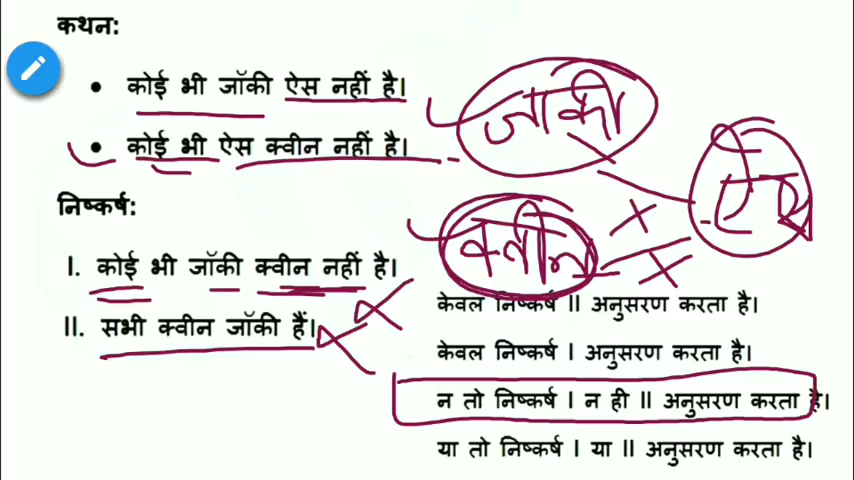 कथन:
• कोई भी जॉकी ऐस नहीं है।
• कोई भी ऐस क्वीन नहीं है।
निष्कर्ष:
I. कोई भी जॉकी क्वीन नहीं है।
II. सभी क्वीन जॉकी हैं।
जॉकी
क्वीन
ऐस
केवल निष्कर्ष II अनुसरण करता है।
केवल निष्कर्ष I अनुसरण करता है।
न तो निष्कर्ष I न ही II अनुसरण करता है।
या तो निष्कर्ष I या II अनुसरण करता है।